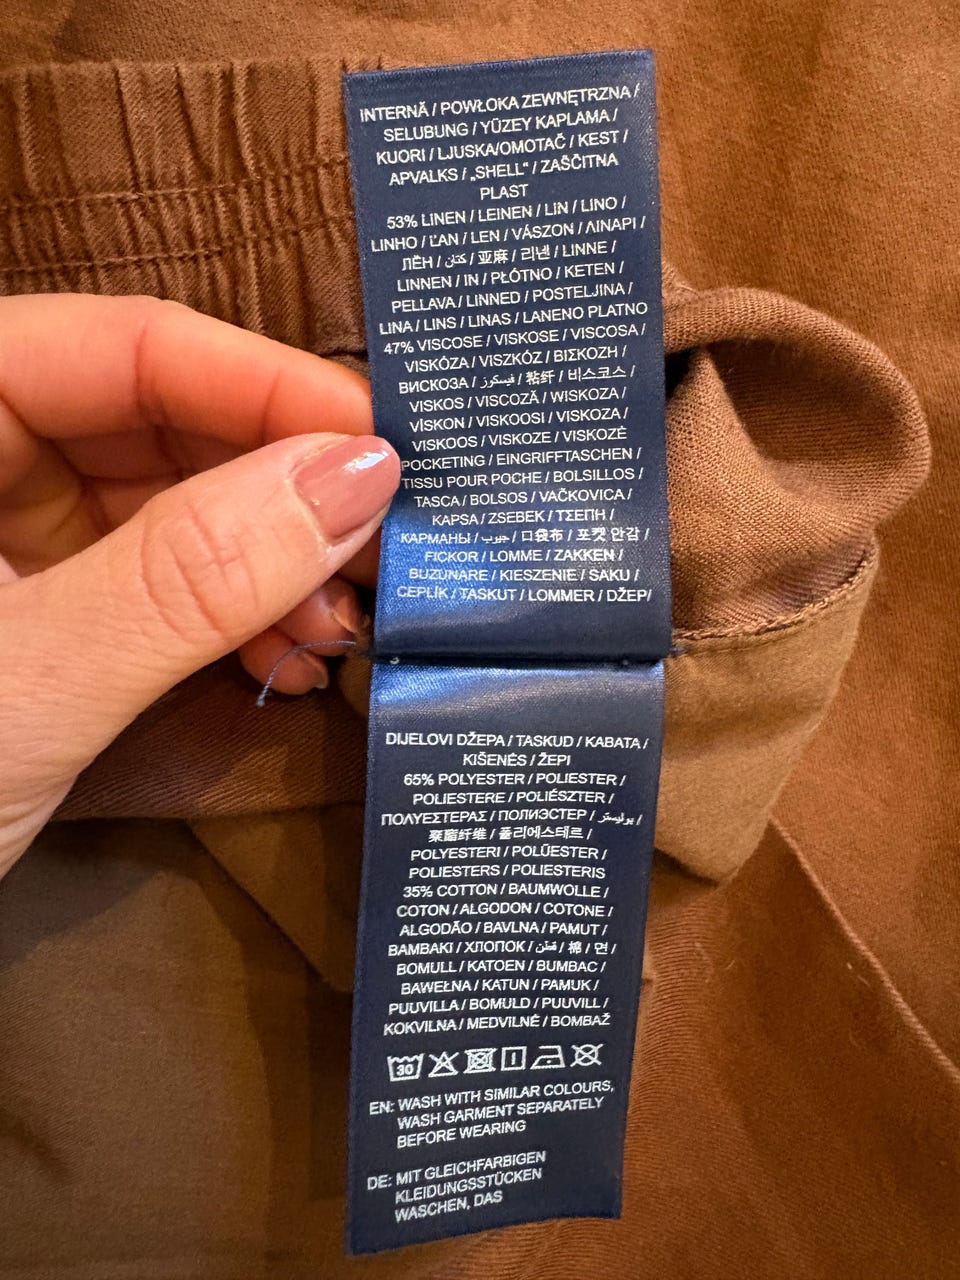 INTERNĂ / POWŁOKA ZEWNĘTRZNA /
SELUBUNG / YÜZEY KAPLAMA /
KUORI / LJUSKA/OMOTAČ / KEST /
APVALKS / „SHELL“ / ZAŠČITNA
PLAST
53% LINEN / LEINEN / LIN / LINO /
LINHO / ĽAN / LEN / VÁSZON / ΛΙΝΑΡΙ /
ЛЁН / كتان / 亚麻 / 리넨 / LINNE /
LINNEN / IN / PŁÓTNO / KETEN /
PELLAVA / LINNED / POSTELJINA /
LINA / LINS / LINAS / LANENO PLATNO
47% VISCOSE / VISKOSE / VISCOSA /
VISKÓZA / VISZKÓZ / ΒΙΣΚΟΖΗ /
ВИСКОЗА / فيسكوز / 粘纤 / 비스코스 /
VISKOS / VISCOZĂ / WISKOZA /
VİSKON / VISKOOSI / VISKOZA /
VISKOOS / VISKOZE / VISKOZĖ
POCKETING / EINGRIFFTASCHEN /
TISSU POUR POCHE / BOLSILLOS /
TASCA / BOLSOS / VAČKOVICA /
KAPSA / ZSEBEK / ΤΣΕΠΗ /
КАРМАНЫ / جيوب / 口袋布 / 포켓 안감 /
FICKOR / LOMME / ZAKKEN /
BUZUNARE / KIESZENIE / SAKU /
CEPLİK / TASKUT / LOMMER / DŽEP/
DIJELOVI DŽEPA / TASKUD / KABATA /
KIŠENĖS / ŽEPI
65% POLYESTER / POLIESTER /
POLIESTERE / POLIÉSZTER /
ΠΟΛΥΕΣΤΕΡΑΣ / ПОЛИЭСТЕР / بوليستر /
聚酯纤维 / 폴리에스테르 /
POLYESTERI / POLÜESTER /
POLIESTERS / POLIESTERIS
35% COTTON / BAUMWOLLE /
COTON / ALGODON / COTONE /
ALGODÃO / BAVLNA / PAMUT /
ΒΑΜΒΑΚΙ / ХЛОПОК / قطن / 棉 / 면 /
BOMULL / KATOEN / BUMBAC /
BAWEŁNA / KATUN / PAMUK /
PUUVILLA / BOMULD / PUUVILL /
KOKVILNA / MEDVILNĖ / BOMBAŽ
30
EN: WASH WITH SIMILAR COLOURS,
WASH GARMENT SEPARATELY
BEFORE WEARING
DE: MIT GLEICHFARBIGEN
KLEIDUNGSSTÜCKEN
WASCHEN, DAS